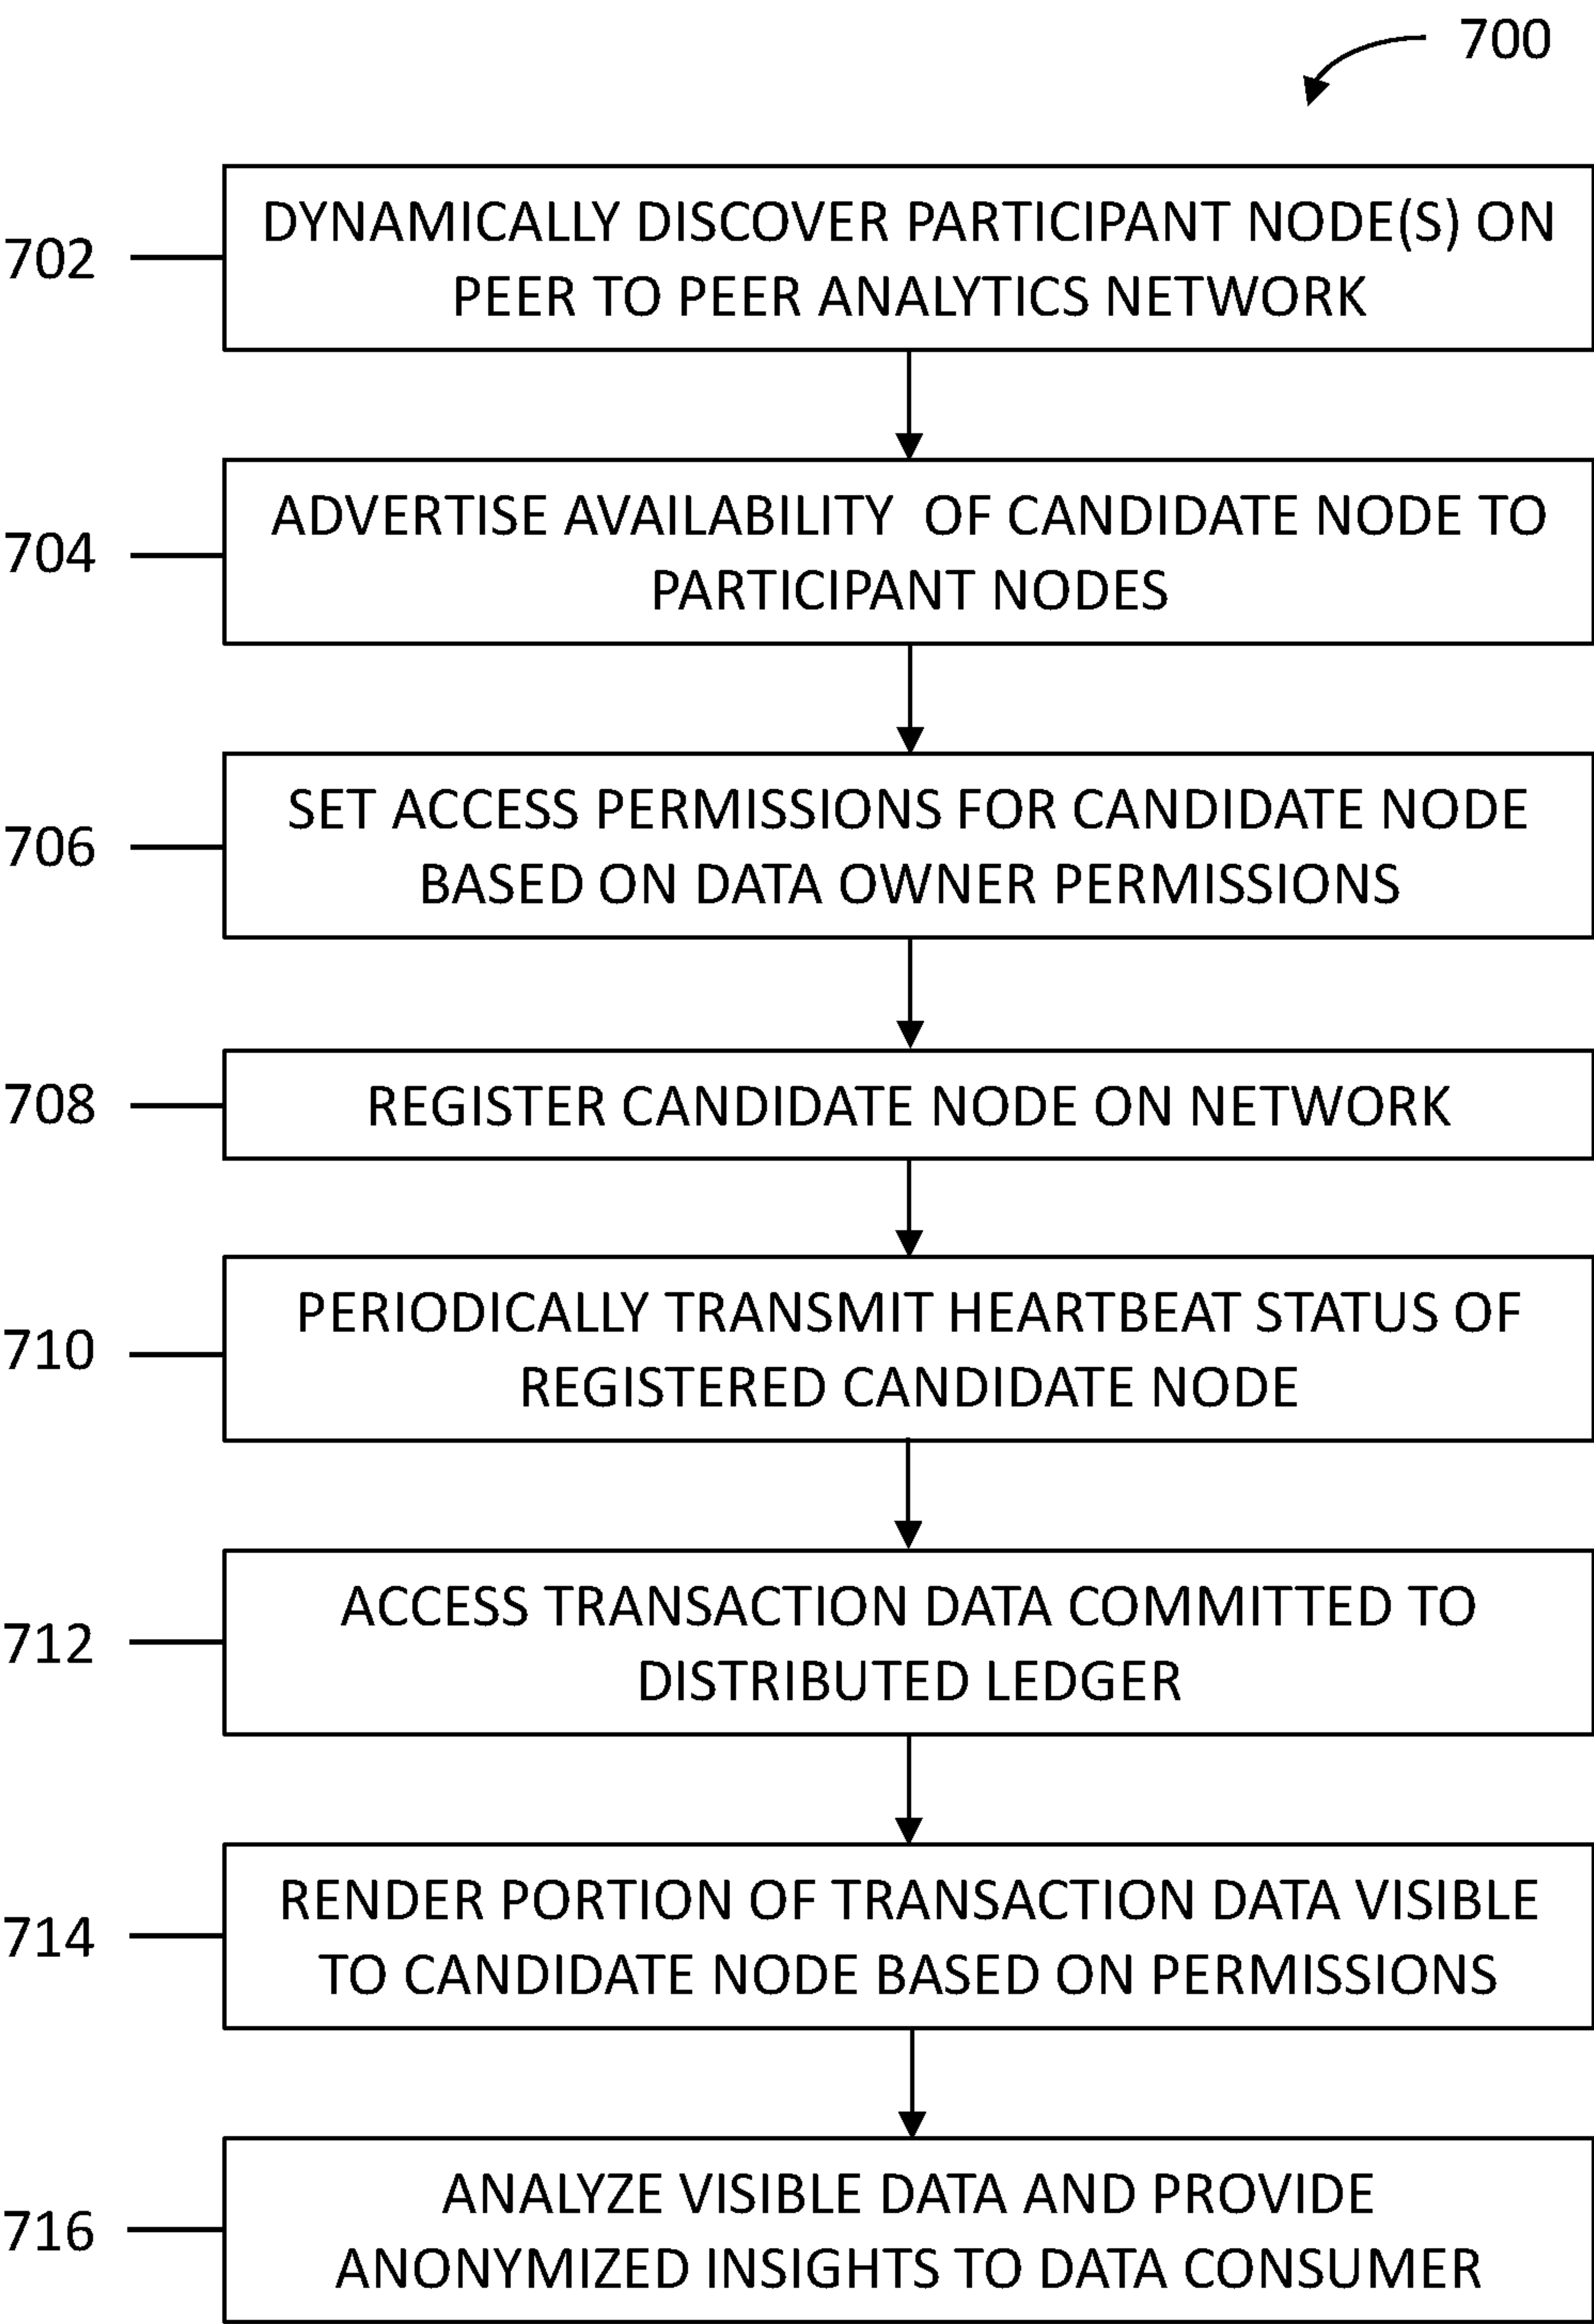 700
702
DYNAMICALLY DISCOVER PARTICIPANT NODE(S) ON
PEER TO PEER ANALYTICS NETWORK
704
ADVERTISE AVAILABILITY OF CANDIDATE NODE TO
PARTICIPANT NODES
706
SET ACCESS PERMISSIONS FOR CANDIDATE NODE
BASED ON DATA OWNER PERMISSIONS
708
REGISTER CANDIDATE NODE ON NETWORK
710
PERIODICALLY TRANSMIT HEARTBEAT STATUS OF
REGISTERED CANDIDATE NODE
712
ACCESS TRANSACTION DATA COMMITTED TO
DISTRIBUTED LEDGER
714
RENDER PORTION OF TRANSACTION DATA VISIBLE
TO CANDIDATE NODE BASED ON PERMISSIONS
716
ANALYZE VISIBLE DATA AND PROVIDE
ANONYMIZED INSIGHTS TO DATA CONSUMER